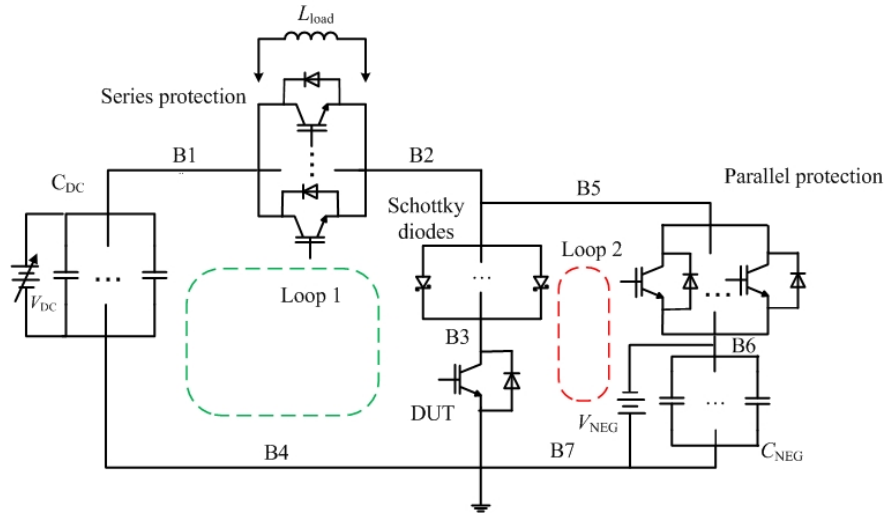 L_load
Series protection
B1
B2
C_DC
B5
Parallel protection
Schottky
diodes
Loop 2
Loop 1
V_DC
...
B3
B6
DUT
V_NEG
C_NEG
B4
B7